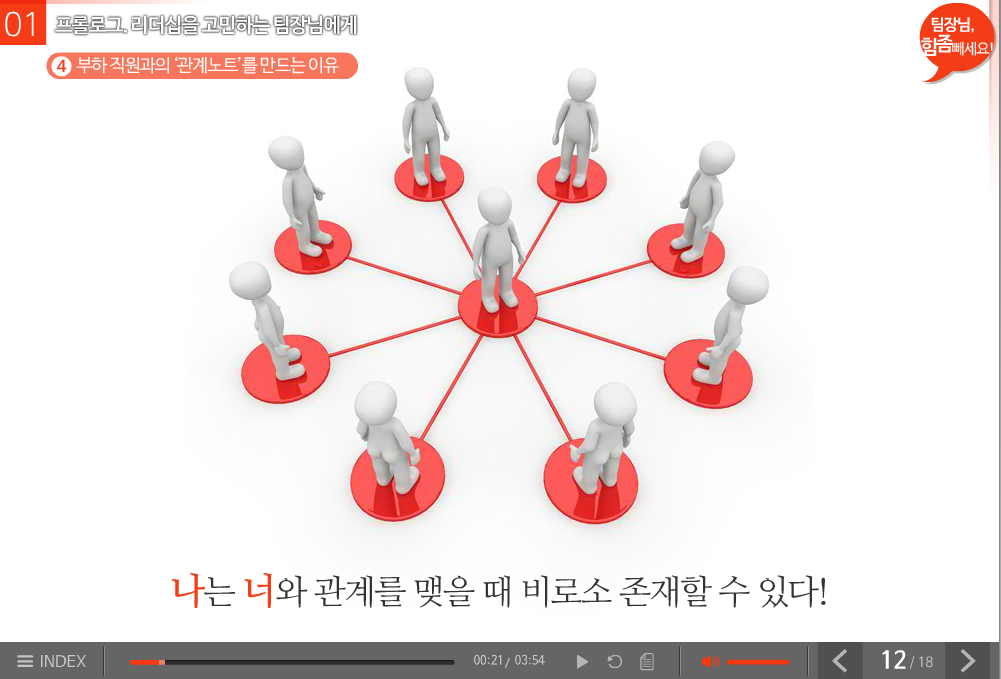 01 프롤로그. 리더십을 고민하는 팀장님에게
팀장님,
힘좀빼세요!
4 부하 직원과의 ‘관계노트’를 만드는 이유
나는 너와 관계를 맺을 때 비로소 존재할 수 있다!
INDEX 00:21 / 03:54 12 / 18